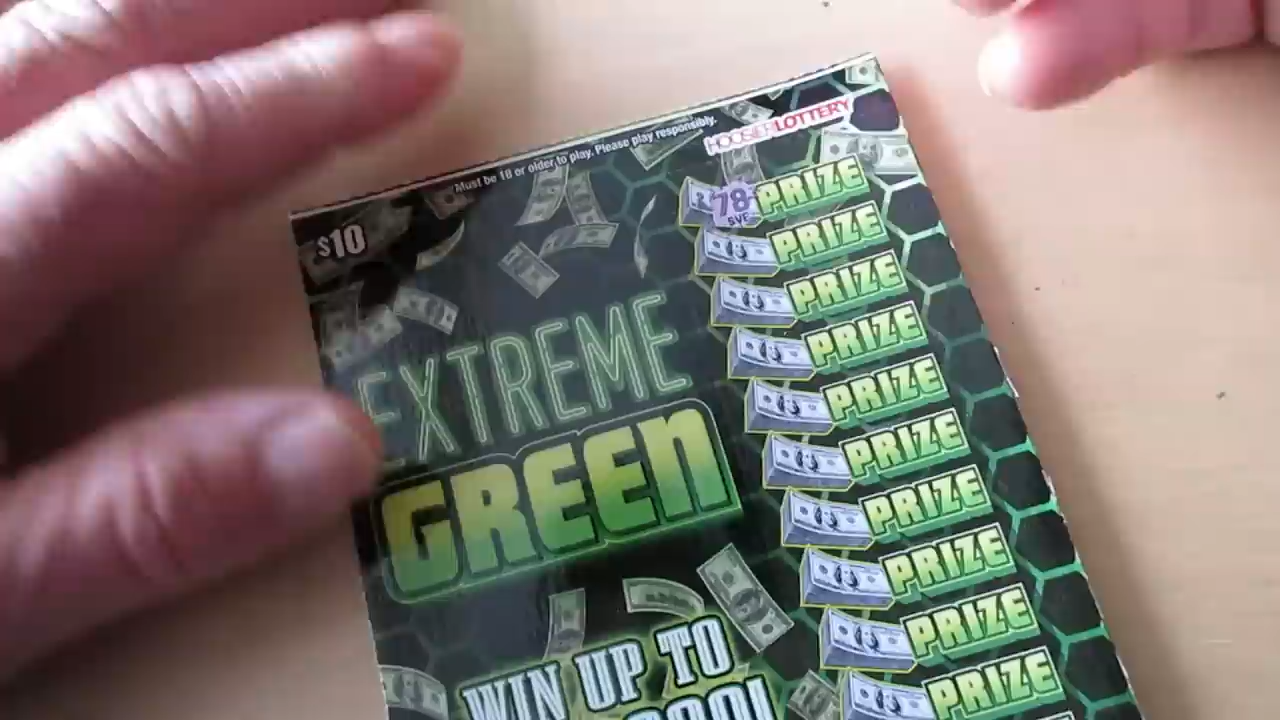 Must be 18 or older to play. Please play responsibly.
HOOSIER LOTTERY
$10
78 PRIZE
SVE
PRIZE
PRIZE
PRIZE
PRIZE
PRIZE
PRIZE
PRIZE
PRIZE
PRIZE
EXTREME
GREEN
WIN UP TO